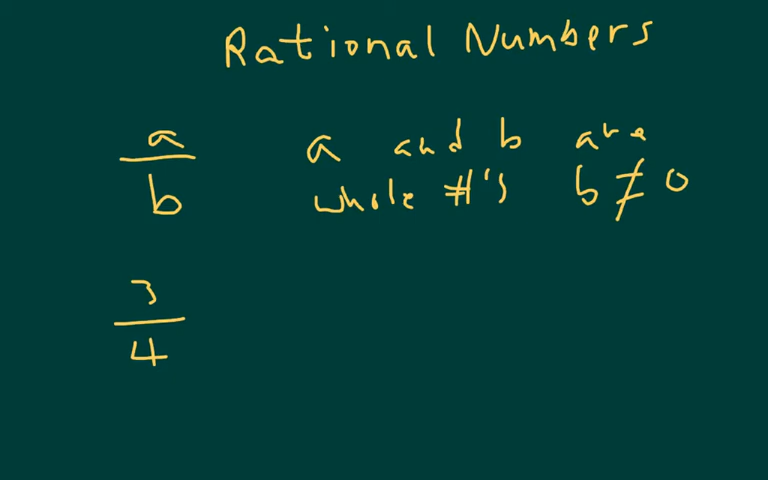 Rational Numbers
a/b a and b are
whole #'s b ≠ 0
3/4